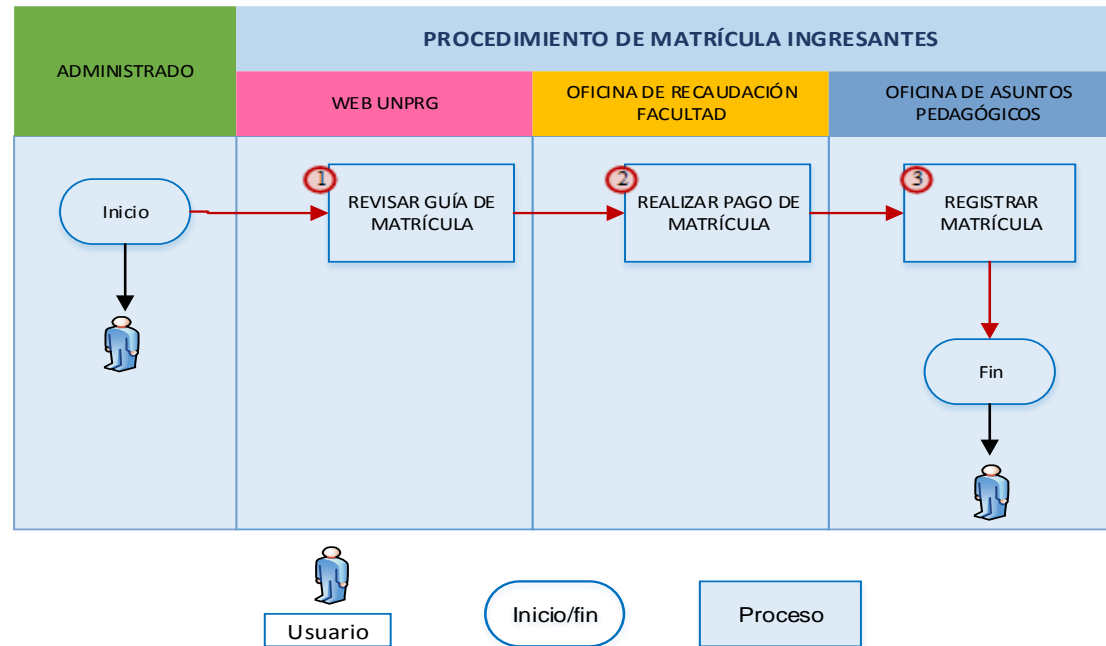 PROCEDIMIENTO DE MATRÍCULA INGRESANTES
ADMINISTRADO
WEB UNPRG
OFICINA DE RECAUDACIÓN
FACULTAD
OFICINA DE ASUNTOS
PEDAGÓGICOS
Inicio
1
REVISAR GUÍA DE
MATRÍCULA
2
REALIZAR PAGO DE
MATRÍCULA
3
REGISTRAR
MATRÍCULA
Fin
Usuario
Inicio/fin
Proceso